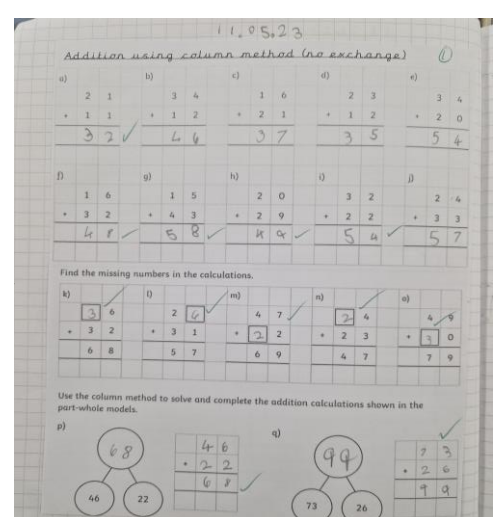 11.05.23
Addition using column method (no exchange)
a) b) c) d) e)
2 1 3 4 1 6 2 3 3 4
+ 1 1 + 1 2 + 2 1 + 1 2 + 2 0
3 2 4 6 3 7 3 5 5 4
f) g) h) i) j)
1 6 1 5 2 0 3 2 2 4
+ 3 2 + 4 3 + 2 9 + 2 2 + 3 3
4 8 5 8 4 9 5 4 5 7
Find the missing numbers in the calculations.
k) l) m) n) o)
3 6 2 6 4 7 2 4 4 9
+ 3 2 + 3 1 + 2 2 + 2 3 + 3 0
6 8 5 7 6 9 4 7 7 9
Use the column method to solve and complete the addition calculations shown in the
part-whole models.
p) q)
68 4 6 99 7 3
+ 2 2 + 2 6
6 8 9 9
46 22 73 26